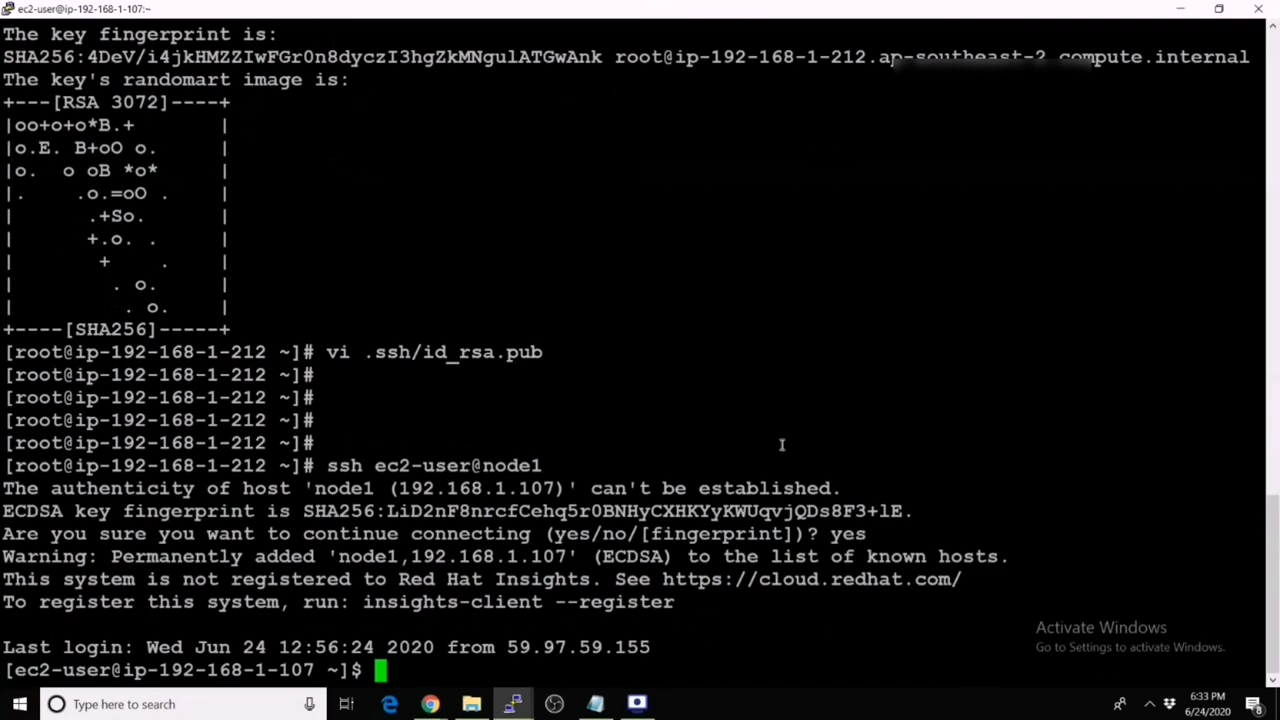 ec2-user@ip-192-168-1-107:~
The key fingerprint is:
SHA256:4DeV/i4jkHMZZIwFGr0n8dyczI3hgZkMNgulATGwAnk root@ip-192-168-1-212.ap-southeast-2.compute.internal
The key's randomart image is:
+---[RSA 3072]----+
|oo+o+o*B.+       |
|o.E. B+oO o.     |
|o.  o oB *o*     |
|.    .o.=oO .    |
|      .+So.      |
|      +.o. .     |
|       +    .    |
|        . o.     |
|         . o.    |
+----[SHA256]-----+
[root@ip-192-168-1-212 ~]# vi .ssh/id_rsa.pub
[root@ip-192-168-1-212 ~]#
[root@ip-192-168-1-212 ~]#
[root@ip-192-168-1-212 ~]#
[root@ip-192-168-1-212 ~]#
[root@ip-192-168-1-212 ~]# ssh ec2-user@node1
The authenticity of host 'node1 (192.168.1.107)' can't be established.
ECDSA key fingerprint is SHA256:LiD2nF8nrcfCehq5r0BNHyCXHKYyKWUqvjQDs8F3+lE.
Are you sure you want to continue connecting (yes/no/[fingerprint])? yes
Warning: Permanently added 'node1,192.168.1.107' (ECDSA) to the list of known hosts.
This system is not registered to Red Hat Insights. See https://cloud.redhat.com/
To register this system, run: insights-client --register
Last login: Wed Jun 24 12:56:24 2020 from 59.97.59.155
[ec2-user@ip-192-168-1-107 ~]$
Activate Windows
Go to Settings to activate Windows.
Type here to search
6:33 PM
6/24/2020
8